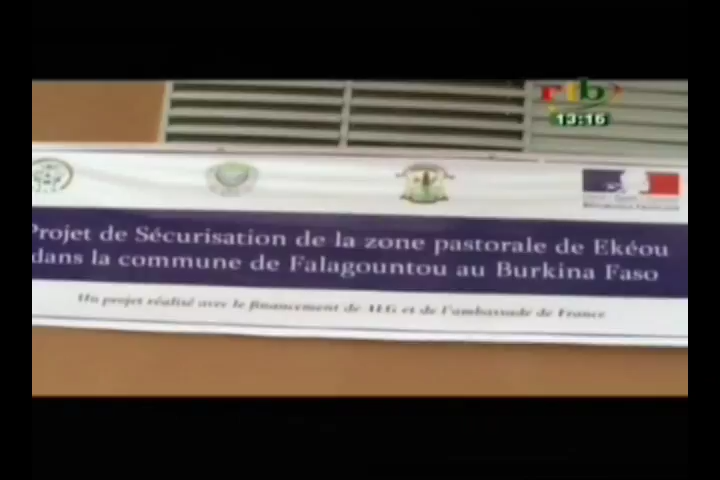 rtb
13:16
Projet de Sécurisation de la zone pastorale de Ekéou
dans la commune de Falagountou au Burkina Faso
Un projet réalisé avec le financement de ALG et de l'ambassade de France